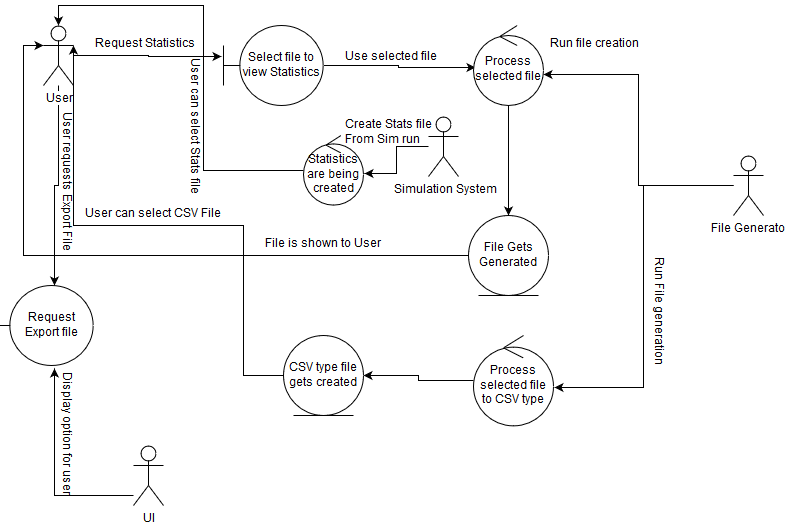 Request Statistics
Select file to
view Statistics
Use selected file
Process
selected file
Run file creation
User
User can select Stats file
User requests Export File
Create Stats file
From Sim run
Statistics
are being
created
Simulation System
File Generato
User can select CSV File
File is shown to User
File Gets
Generated
Run File generation
Request
Export file
CSV type file
gets created
Process
selected file
to CSV type
Display option for user
UI